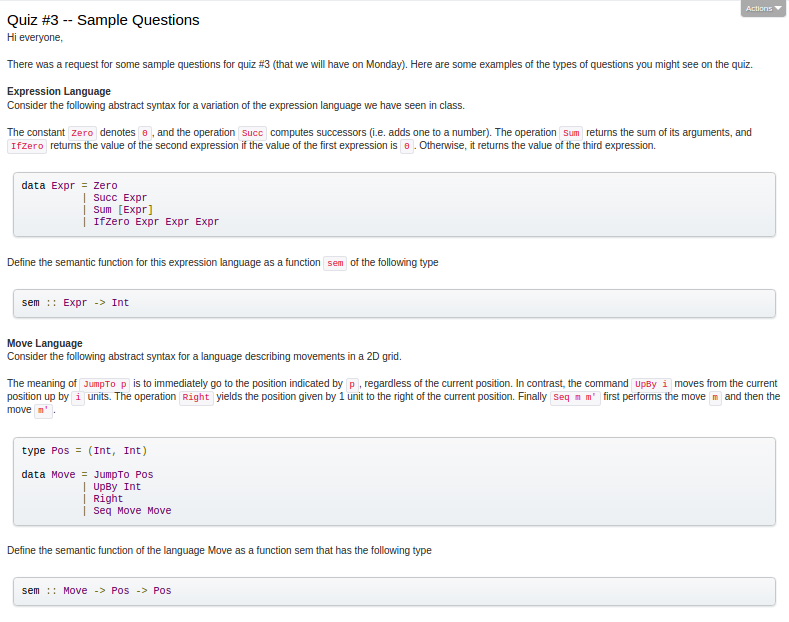 Actions
Quiz #3 -- Sample Questions
Hi everyone,
There was a request for some sample questions for quiz #3 (that we will have on Monday). Here are some examples of the types of questions you might see on the quiz.
Expression Language
Consider the following abstract syntax for a variation of the expression language we have seen in class.
The constant Zero denotes 0, and the operation Succ computes successors (i.e. adds one to a number). The operation Sum returns the sum of its arguments, and
IfZero returns the value of the second expression if the value of the first expression is 0. Otherwise, it returns the value of the third expression.
data Expr = Zero
| Succ Expr
| Sum [Expr]
| IfZero Expr Expr Expr
Define the semantic function for this expression language as a function sem of the following type
sem :: Expr -> Int
Move Language
Consider the following abstract syntax for a language describing movements in a 2D grid.
The meaning of JumpTo p is to immediately go to the position indicated by p, regardless of the current position. In contrast, the command UpBy i moves from the current
position up by i units. The operation Right yields the position given by 1 unit to the right of the current position. Finally Seq m m' first performs the move m and then the
move m'.
type Pos = (Int, Int)
data Move = JumpTo Pos
| UpBy Int
| Right
| Seq Move Move
Define the semantic function of the language Move as a function sem that has the following type
sem :: Move -> Pos -> Pos